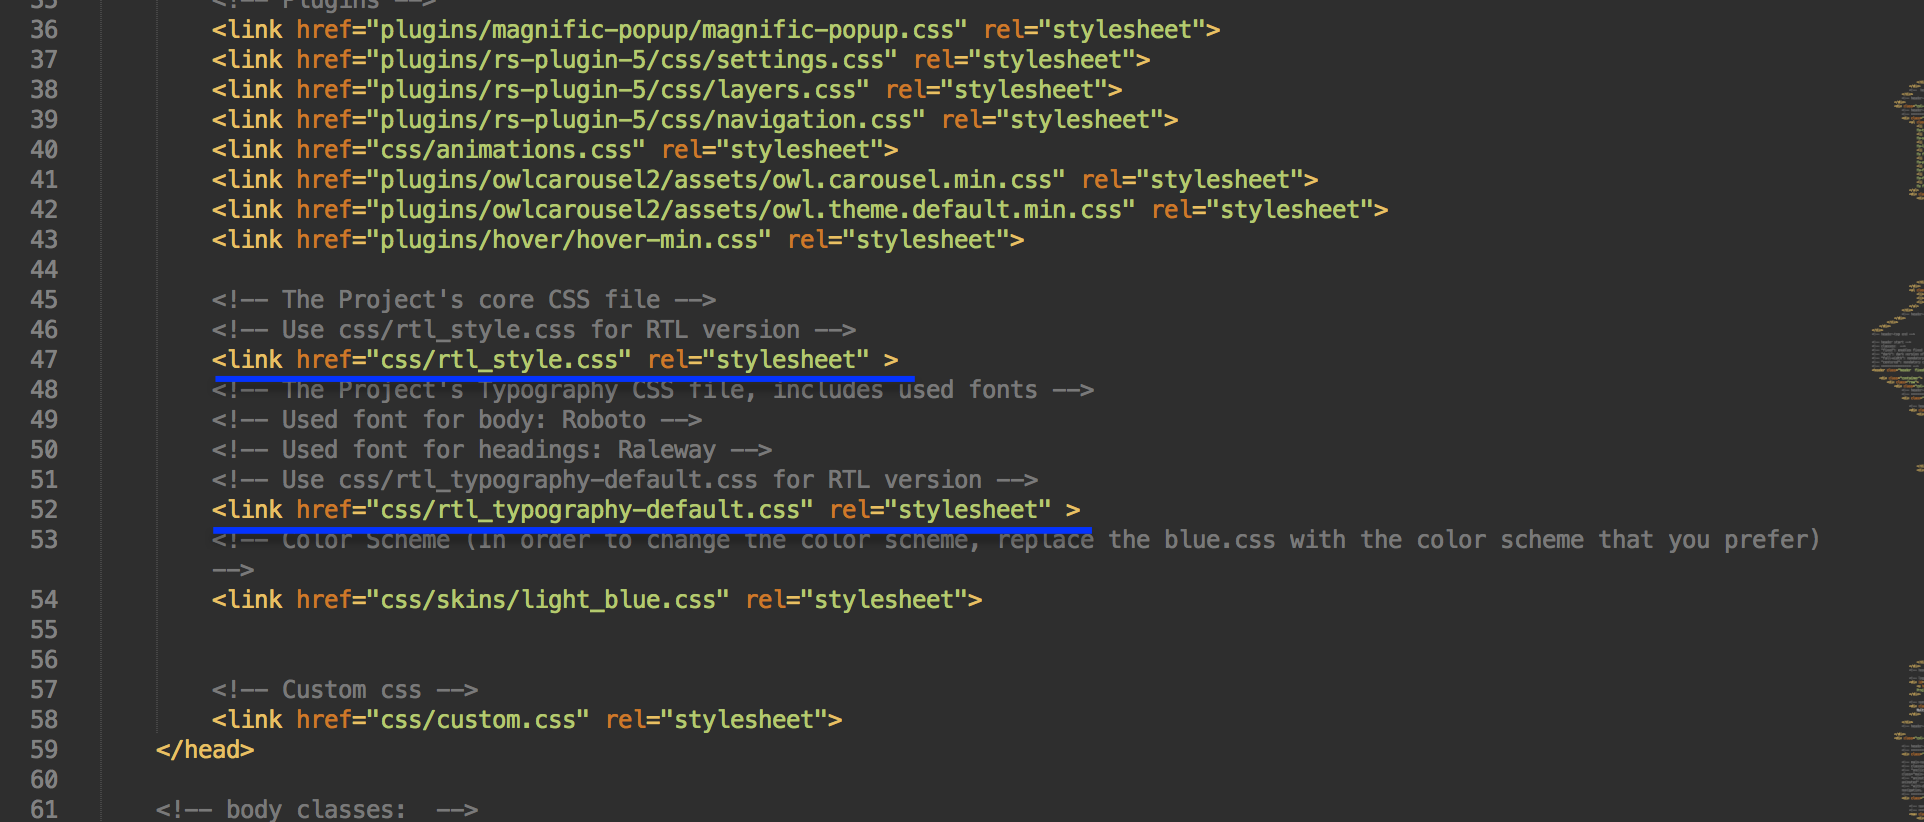 35 <!-- Plugins -->
36 <link href="plugins/magnific-popup/magnific-popup.css" rel="stylesheet">
37 <link href="plugins/rs-plugin-5/css/settings.css" rel="stylesheet">
38 <link href="plugins/rs-plugin-5/css/layers.css" rel="stylesheet">
39 <link href="plugins/rs-plugin-5/css/navigation.css" rel="stylesheet">
40 <link href="css/animations.css" rel="stylesheet">
41 <link href="plugins/owlcarousel2/assets/owl.carousel.min.css" rel="stylesheet">
42 <link href="plugins/owlcarousel2/assets/owl.theme.default.min.css" rel="stylesheet">
43 <link href="plugins/hover/hover-min.css" rel="stylesheet">
44
45 <!-- The Project's core CSS file -->
46 <!-- Use css/rtl_style.css for RTL version -->
47 <link href="css/rtl_style.css" rel="stylesheet" >
48 <!-- The Project's Typography CSS file, includes used fonts -->
49 <!-- Used font for body: Roboto -->
50 <!-- Used font for headings: Raleway -->
51 <!-- Use css/rtl_typography-default.css for RTL version -->
52 <link href="css/rtl_typography-default.css" rel="stylesheet" >
53 <!-- Color Scheme (In order to change the color scheme, replace the blue.css with the color scheme that you prefer)
-->
54 <link href="css/skins/light_blue.css" rel="stylesheet">
55
56
57 <!-- Custom css -->
58 <link href="css/custom.css" rel="stylesheet">
59 </head>
60
61 <!-- body classes:  -->